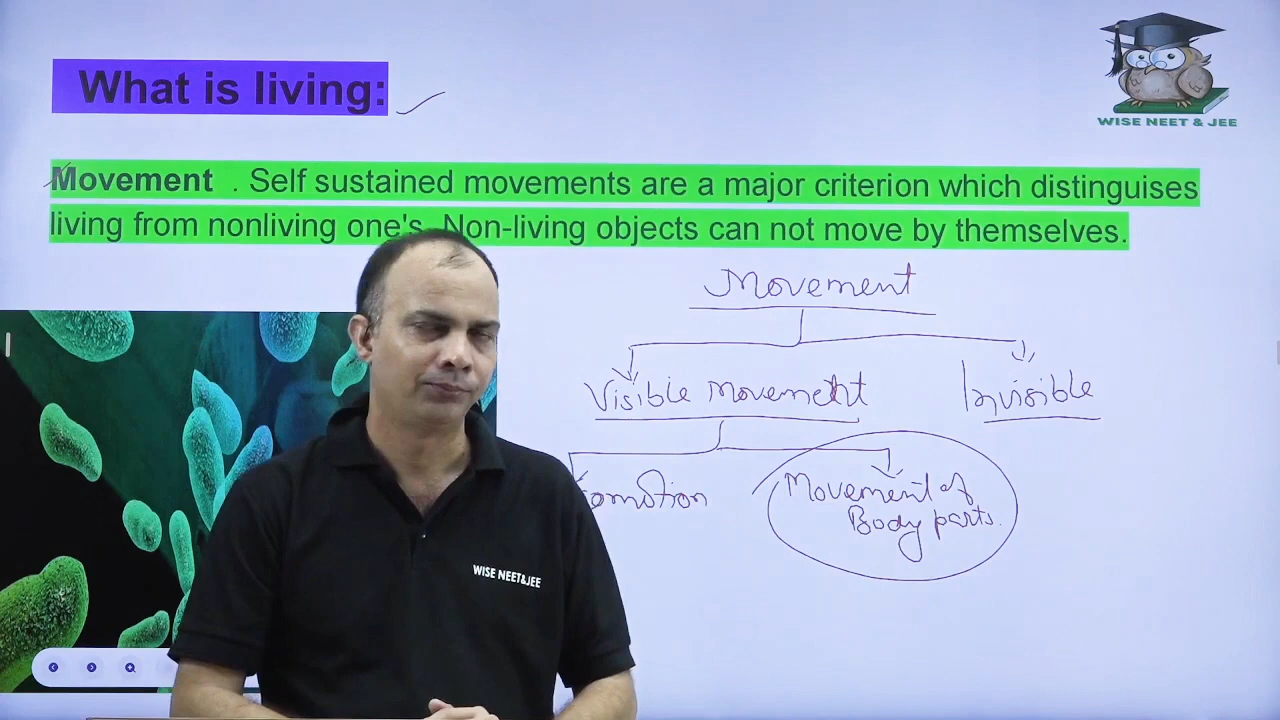 What is living:
WISE NEET & JEE
Movement . Self sustained movements are a major criterion which distinguises
living from nonliving one's. Non-living objects can not move by themselves.
Movement
Visible Movement
Invisible
Movement of
Body parts.
WISE NEET&JEE